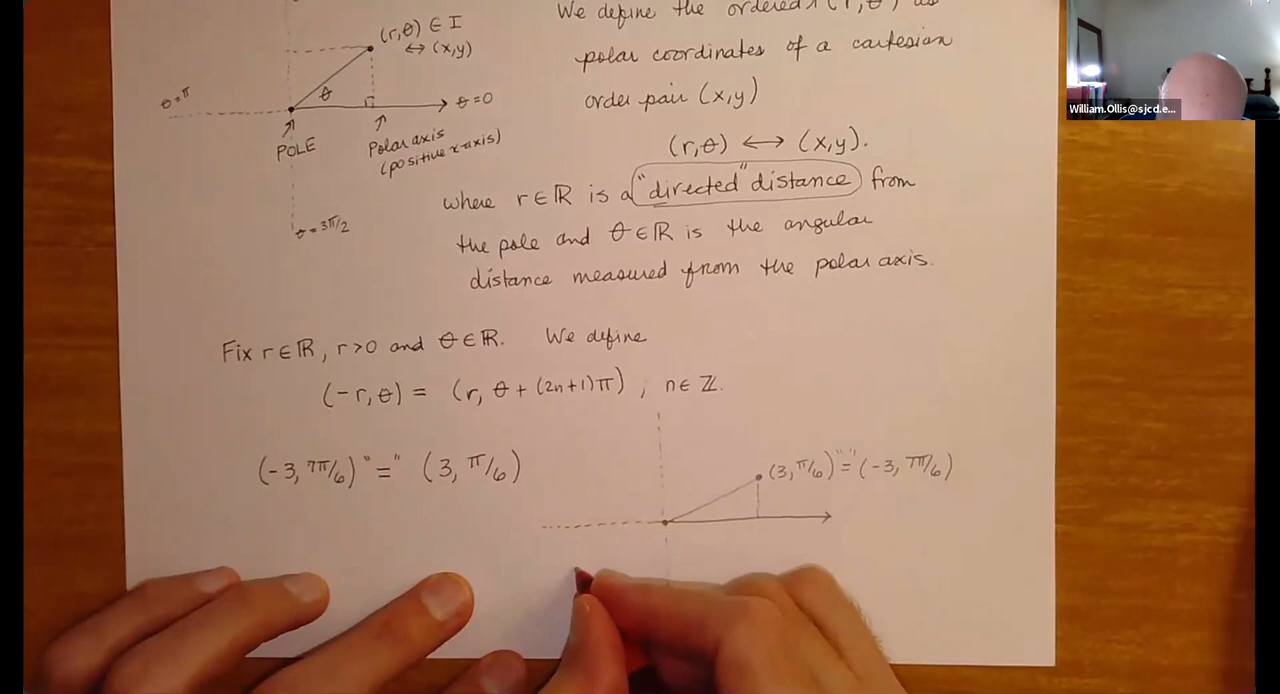 We define the ordered
(r,θ) ∈ I
↔ (x,y)
polar coordinates of a cartesian
order pair (x,y)
θ=π
θ
θ=0
POLE
Polar axis
(positive x-axis)
(r,θ) ↔ (x,y).
where r∈ℝ is a "directed" distance from
the pole and θ∈ℝ is the angular
distance measured from the polar axis.
θ=3π/2
Fix r∈ℝ, r>0 and θ∈ℝ. We define
(-r,θ) = (r, θ+(2n+1)π) , n∈ℤ.
(-3, 7π/6) "=" (3, π/6)
(3, π/6) "=" (-3, 7π/6)
William.Ollis@sjcd.e...